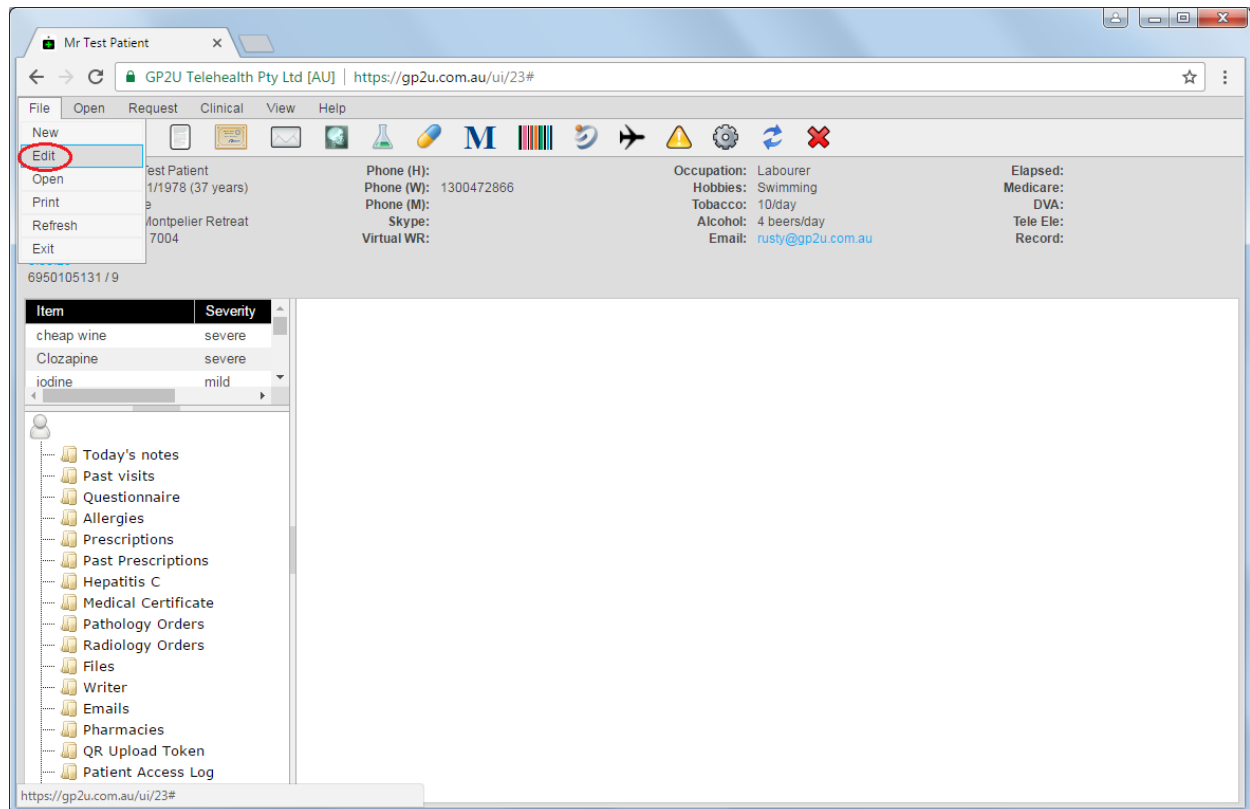 Mr Test Patient
GP2U Telehealth Pty Ltd [AU] | https://gp2u.com.au/ui/23#
File Open Request Clinical View Help
New
Edit
Open
Print
Refresh
Exit
M
Test Patient
1/1978 (37 years)
Montpelier Retreat
7004
6950105131 / 9
Phone (H):
Phone (W): 1300472866
Phone (M):
Skype:
Virtual WR:
Occupation: Labourer
Hobbies: Swimming
Tobacco: 10/day
Alcohol: 4 beers/day
Email: rusty@gp2u.com.au
Elapsed:
Medicare:
DVA:
Tele Ele:
Record:
Item Severity
cheap wine severe
Clozapine severe
iodine mild
Today's notes
Past visits
Questionnaire
Allergies
Prescriptions
Past Prescriptions
Hepatitis C
Medical Certificate
Pathology Orders
Radiology Orders
Files
Writer
Emails
Pharmacies
QR Upload Token
Patient Access Log
https://gp2u.com.au/ui/23#